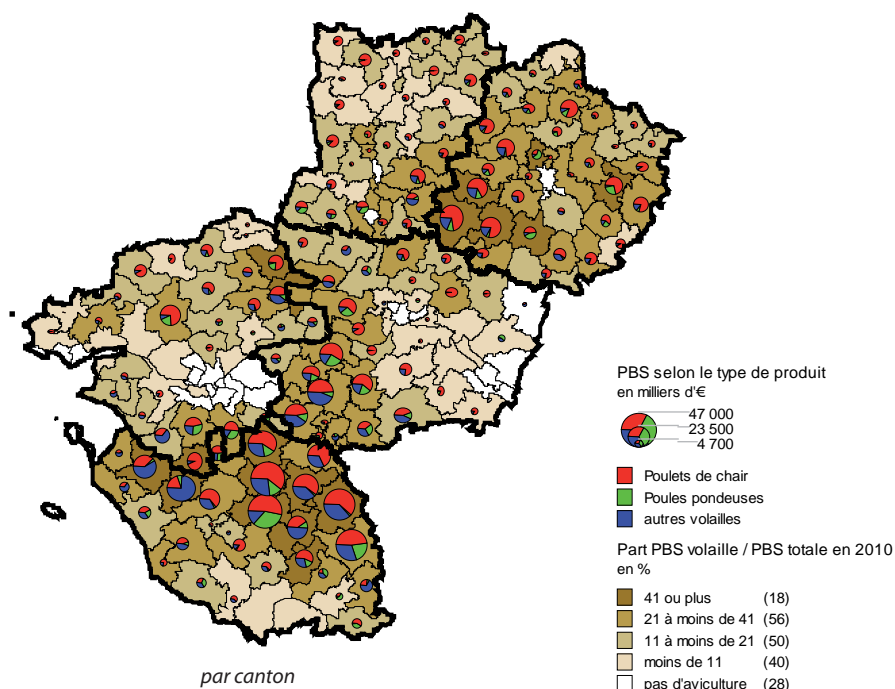 PBS selon le type de produit
en milliers d'€
47 000
23 500
4 700
Poulets de chair
Poules pondeuses
autres volailles
Part PBS volaille / PBS totale en 2010
en %
41 ou plus (18)
21 à moins de 41 (56)
11 à moins de 21 (50)
moins de 11 (40)
pas d'aviculture (28)
par canton